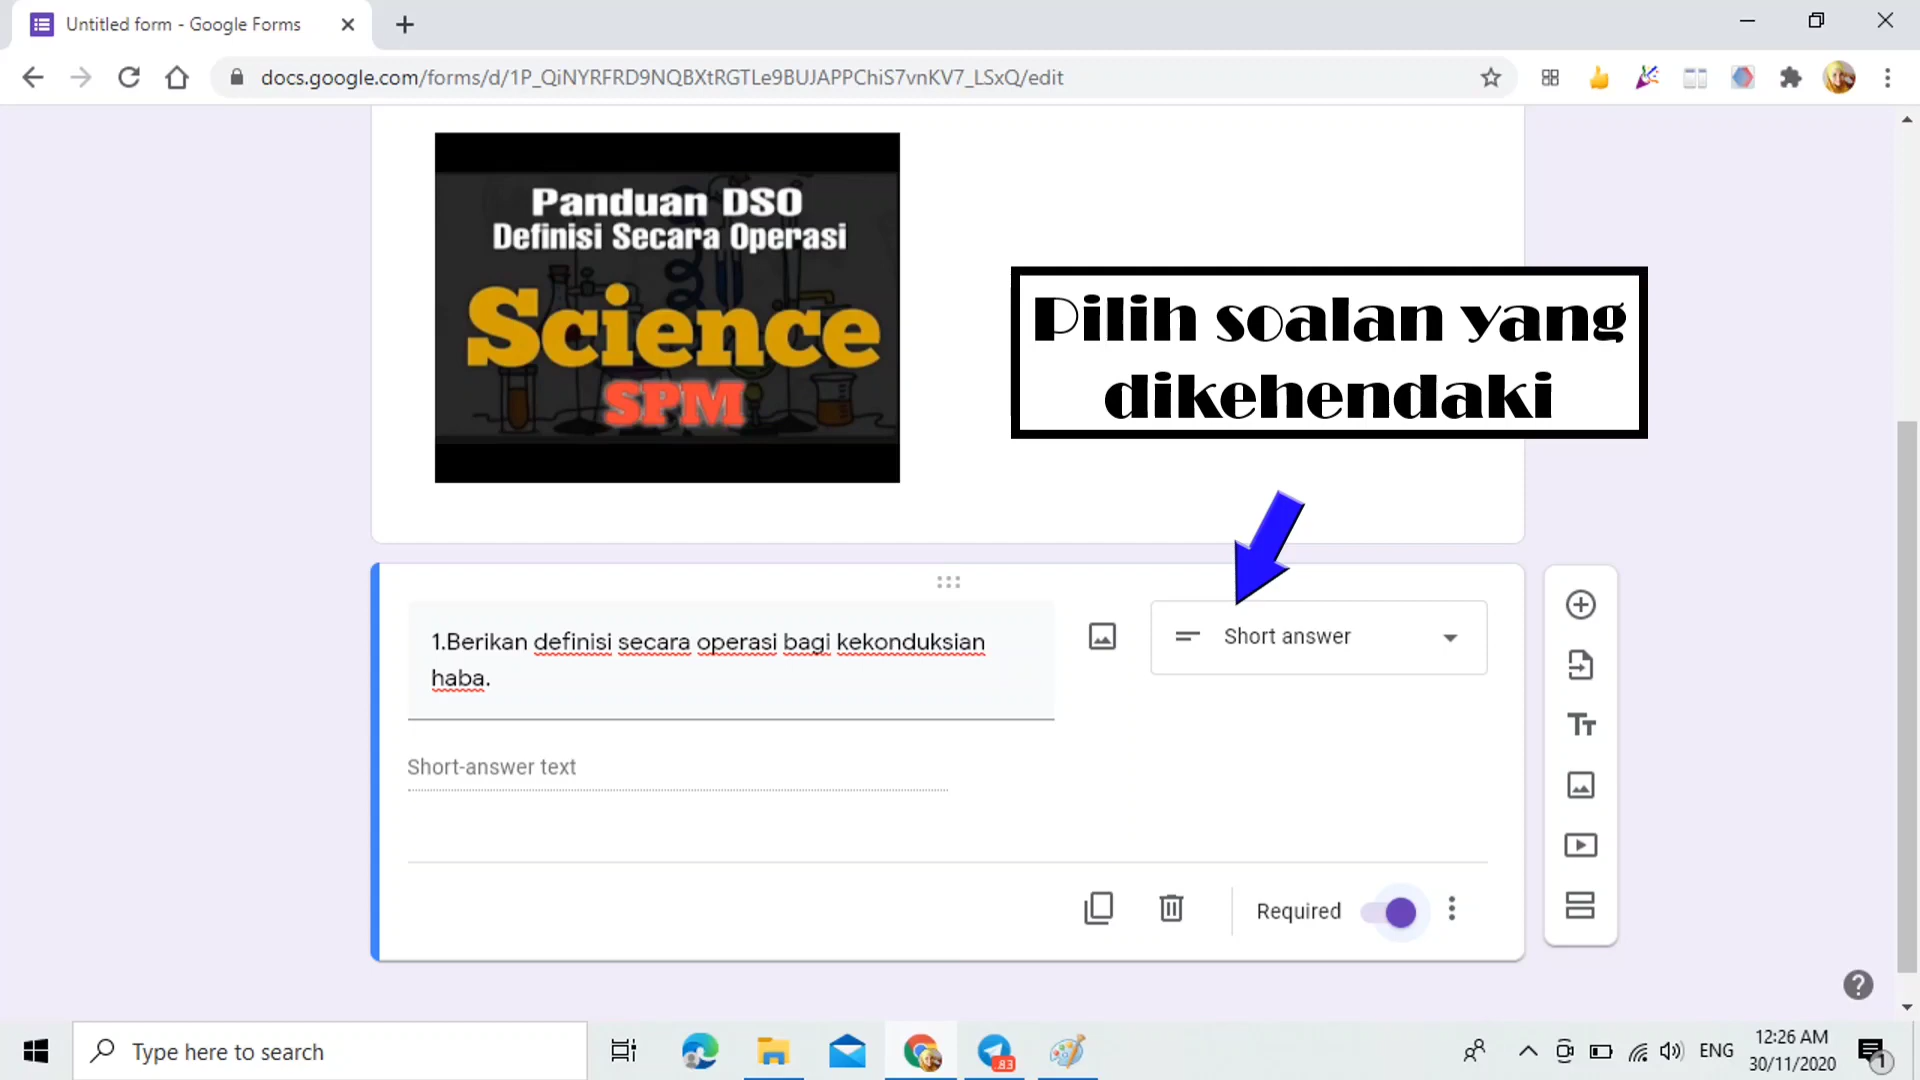 Untitled form - Google Forms
docs.google.com/forms/d/1P_QiNYRFRD9NQBXtRGTLe9BUJAPPChiS7vnKV7_LSxQ/edit
Panduan DSO
Definisi Secara Operasi
Science
SPM
Pilih soalan yang
dikehendaki
1.Berikan definisi secara operasi bagi kekonduksian
haba.
Short answer
Short-answer text
Required
Type here to search
.83
ENG
12:26 AM
30/11/2020
1